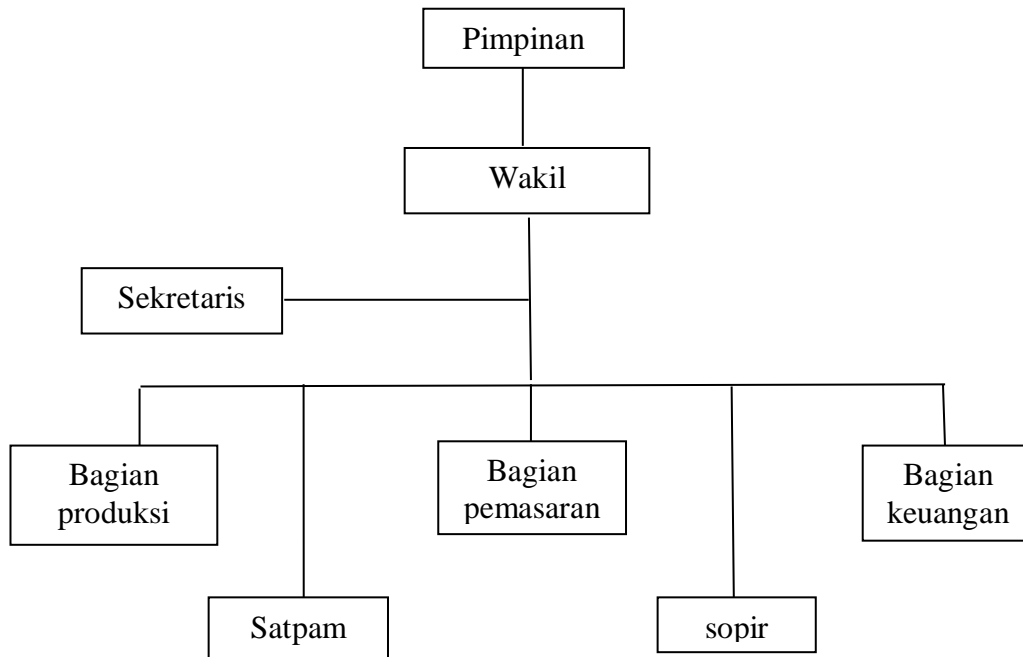 Pimpinan
Wakil
Sekretaris
Bagian
produksi
Bagian
pemasaran
Bagian
keuangan
Satpam
sopir